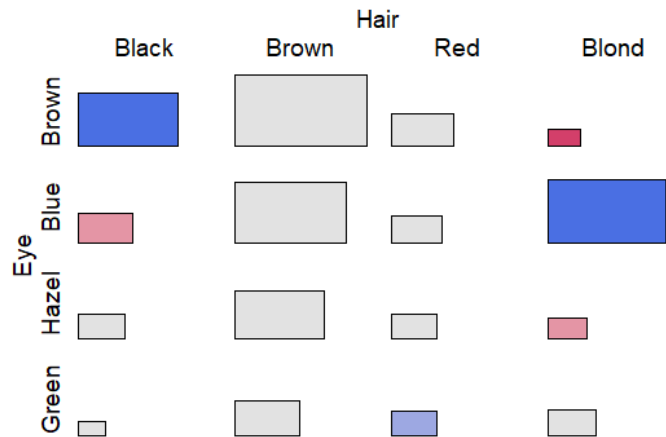 Hair
Black Brown Red Blond
Eye
Brown
Blue
Hazel
Green